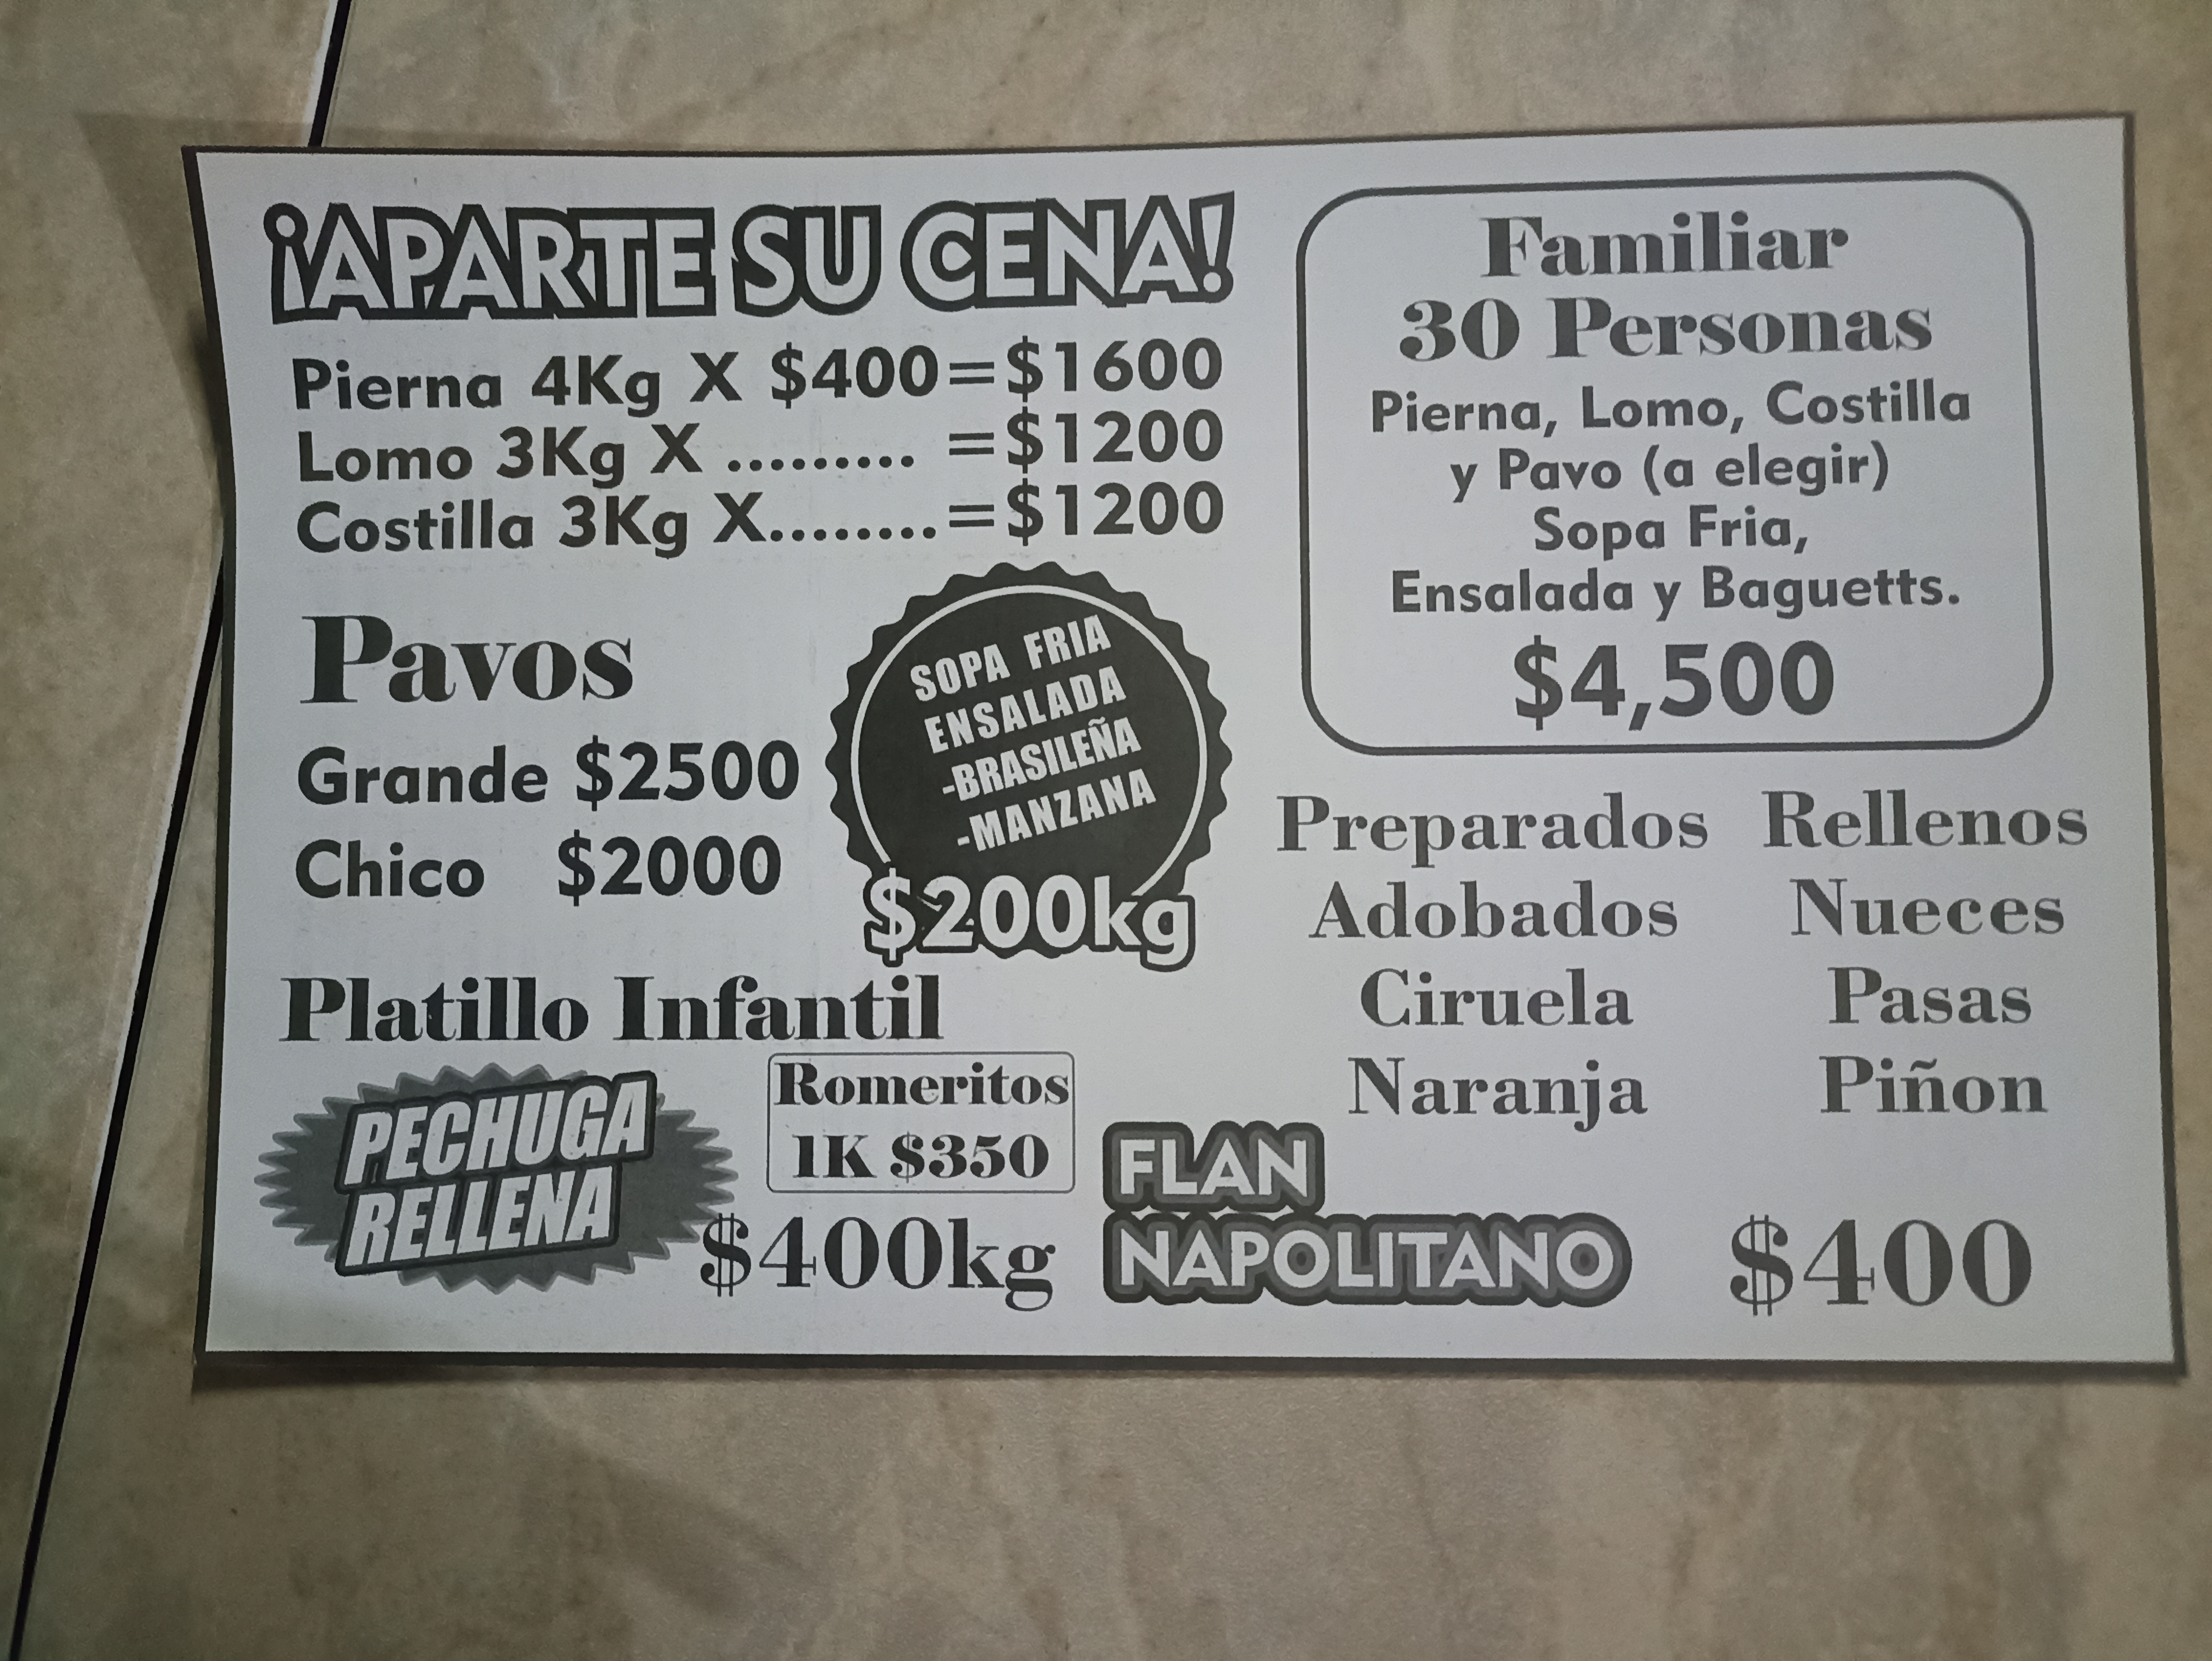 ¡APARTE SU CENA!
Pierna 4Kg X $400=$1600
Lomo 3Kg X ......... =$1200
Costilla 3Kg X........=$1200
Pavos
Grande $2500
Chico $2000
SOPA FRIA
ENSALADA
-BRASILEÑA
-MANZANA
$200kg
Platillo Infantil
PECHUGA
RELLENA
Romeritos
1K $350
$400kg
Familiar
30 Personas
Pierna, Lomo, Costilla
y Pavo (a elegir)
Sopa Fria,
Ensalada y Baguetts.
$4,500
Preparados Rellenos
Adobados Nueces
Ciruela Pasas
Naranja Piñon
FLAN
NAPOLITANO $400